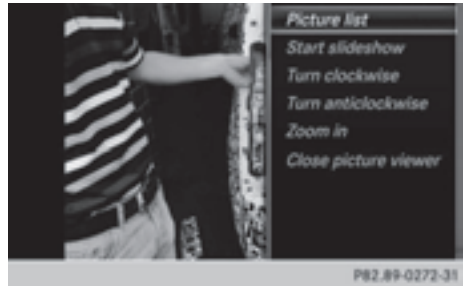 Picture list
Start slideshow
Turn clockwise
Turn anticlockwise
Zoom in
Close picture viewer
P82.89-0272-31